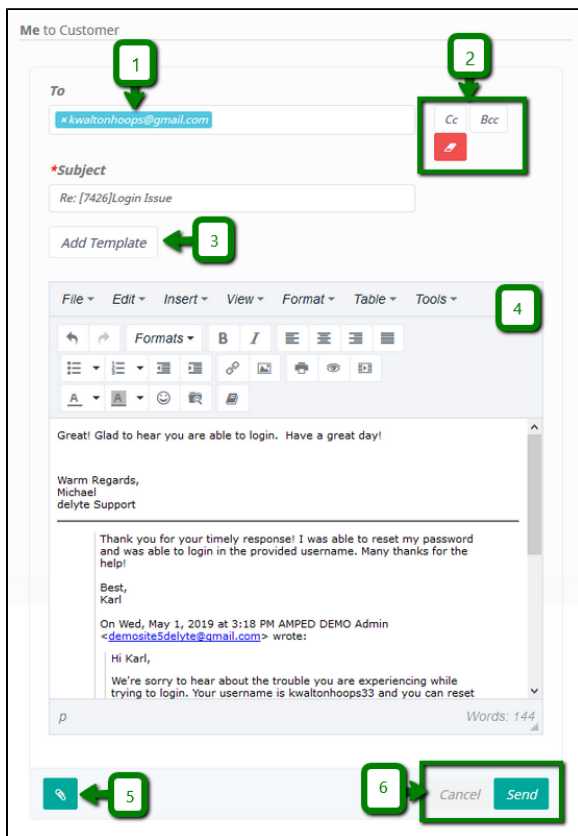 Me to Customer
1
2
To
×kwaltonhoops@gmail.com
Cc Bcc
*Subject
Re: [7426]Login Issue
Add Template
3
File Edit Insert View Format Table Tools
4
Formats B I
A A
Great! Glad to hear you are able to login. Have a great day!
Warm Regards,
Michael
delyte Support
Thank you for your timely response! I was able to reset my password
and was able to login in the provided username. Many thanks for the
help!
Best,
Karl
On Wed, May 1, 2019 at 3:18 PM AMPED DEMO Admin
<demosite5delyte@gmail.com> wrote:
Hi Karl,
We're sorry to hear about the trouble you are experiencing while
trying to login. Your username is kwaltonhoops33 and you can reset
p Words: 144
5
6
Cancel Send